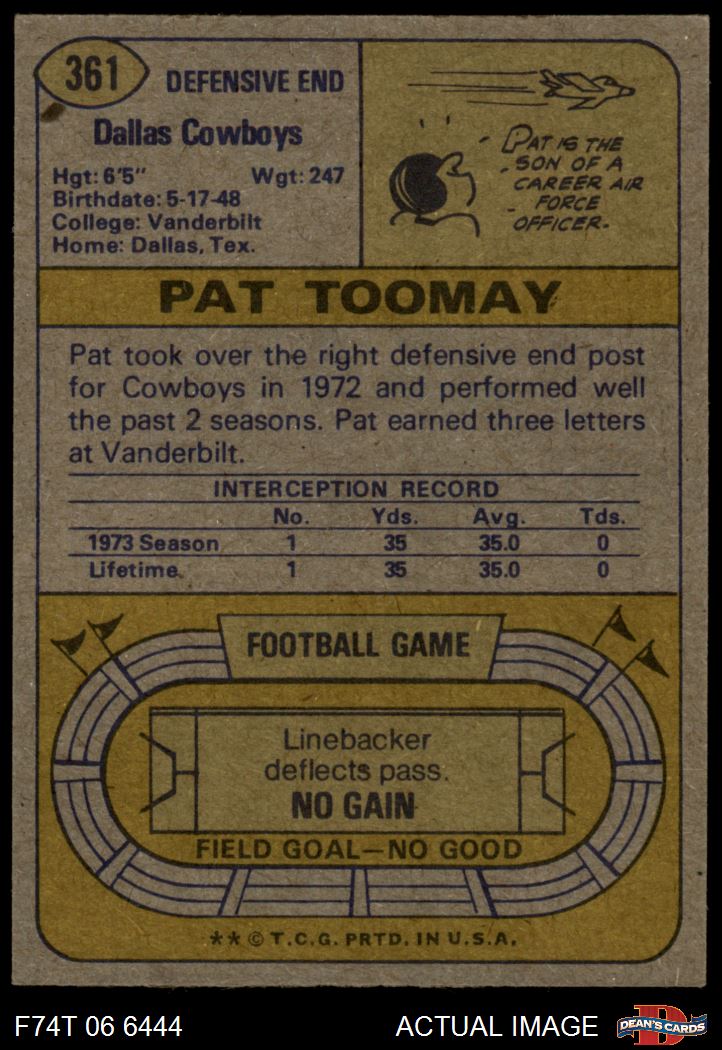 361
DEFENSIVE END
Dallas Cowboys
Hgt: 6'5" Wgt: 247
Birthdate: 5-17-48
College: Vanderbilt
Home: Dallas, Tex.
PAT IS THE
SON OF A
CAREER AIR
FORCE
OFFICER.
PAT TOOMAY
Pat took over the right defensive end post
for Cowboys in 1972 and performed well
the past 2 seasons. Pat earned three letters
at Vanderbilt.
INTERCEPTION RECORD
No. Yds. Avg. Tds.
1973 Season 1 35 35.0 0
Lifetime 1 35 35.0 0
FOOTBALL GAME
Linebacker
deflects pass.
NO GAIN
FIELD GOAL—NO GOOD
** © T.C.G. PRTD. IN U.S.A.
F74T 06 6444 ACTUAL IMAGE
D
DEAN'S CARDS